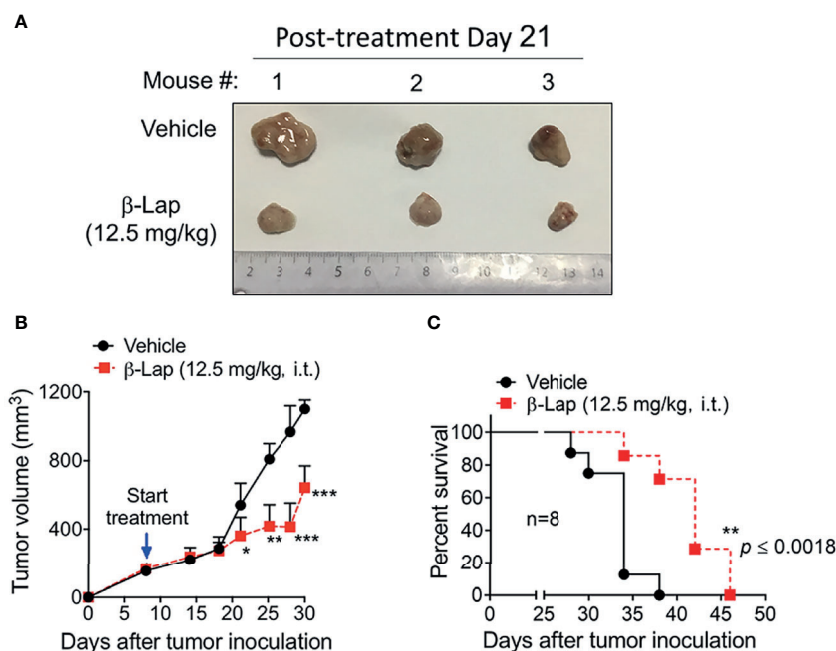 A
Post-treatment Day 21
Mouse #: 1 2 3
Vehicle
β-Lap
(12.5 mg/kg)
2 3 4 5 6 7 8 9 10 11 12 13 14
B
Vehicle
β-Lap (12.5 mg/kg, i.t.)
Tumor volume (mm³)
1200
800
400
0
Start
treatment
*
**
***
***
0 5 10 15 20 25 30
Days after tumor inoculation
C
Vehicle
β-Lap (12.5 mg/kg, i.t.)
Percent survival
100
80
60
40
20
0
n=8
**
p ≤ 0.0018
0 25 30 35 40 45 50
Days after tumor inoculation